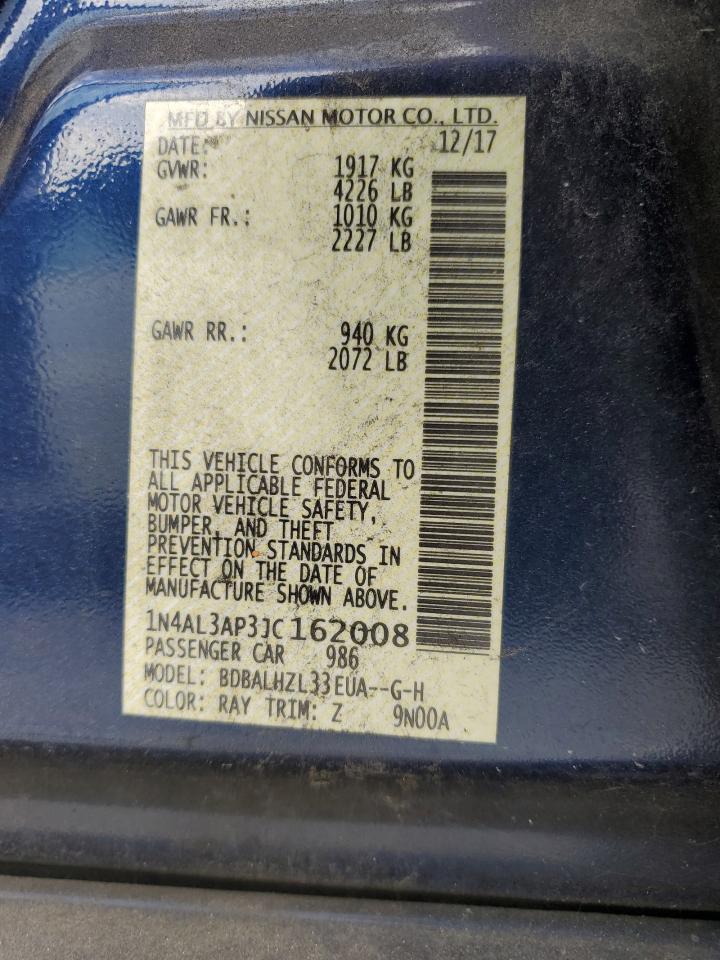 MFD BY NISSAN MOTOR CO., LTD.
DATE: 12/17
GVWR: 1917 KG
4226 LB
GAWR FR.: 1010 KG
2227 LB
GAWR RR.: 940 KG
2072 LB
THIS VEHICLE CONFORMS TO
ALL APPLICABLE FEDERAL
MOTOR VEHICLE SAFETY,
BUMPER, AND THEFT
PREVENTION STANDARDS IN
EFFECT ON THE DATE OF
MANUFACTURE SHOWN ABOVE.
1N4AL3AP3JC162008
PASSENGER CAR 986
MODEL: BDBALHZL33EUA--G-H
COLOR: RAY TRIM: Z 9N00A